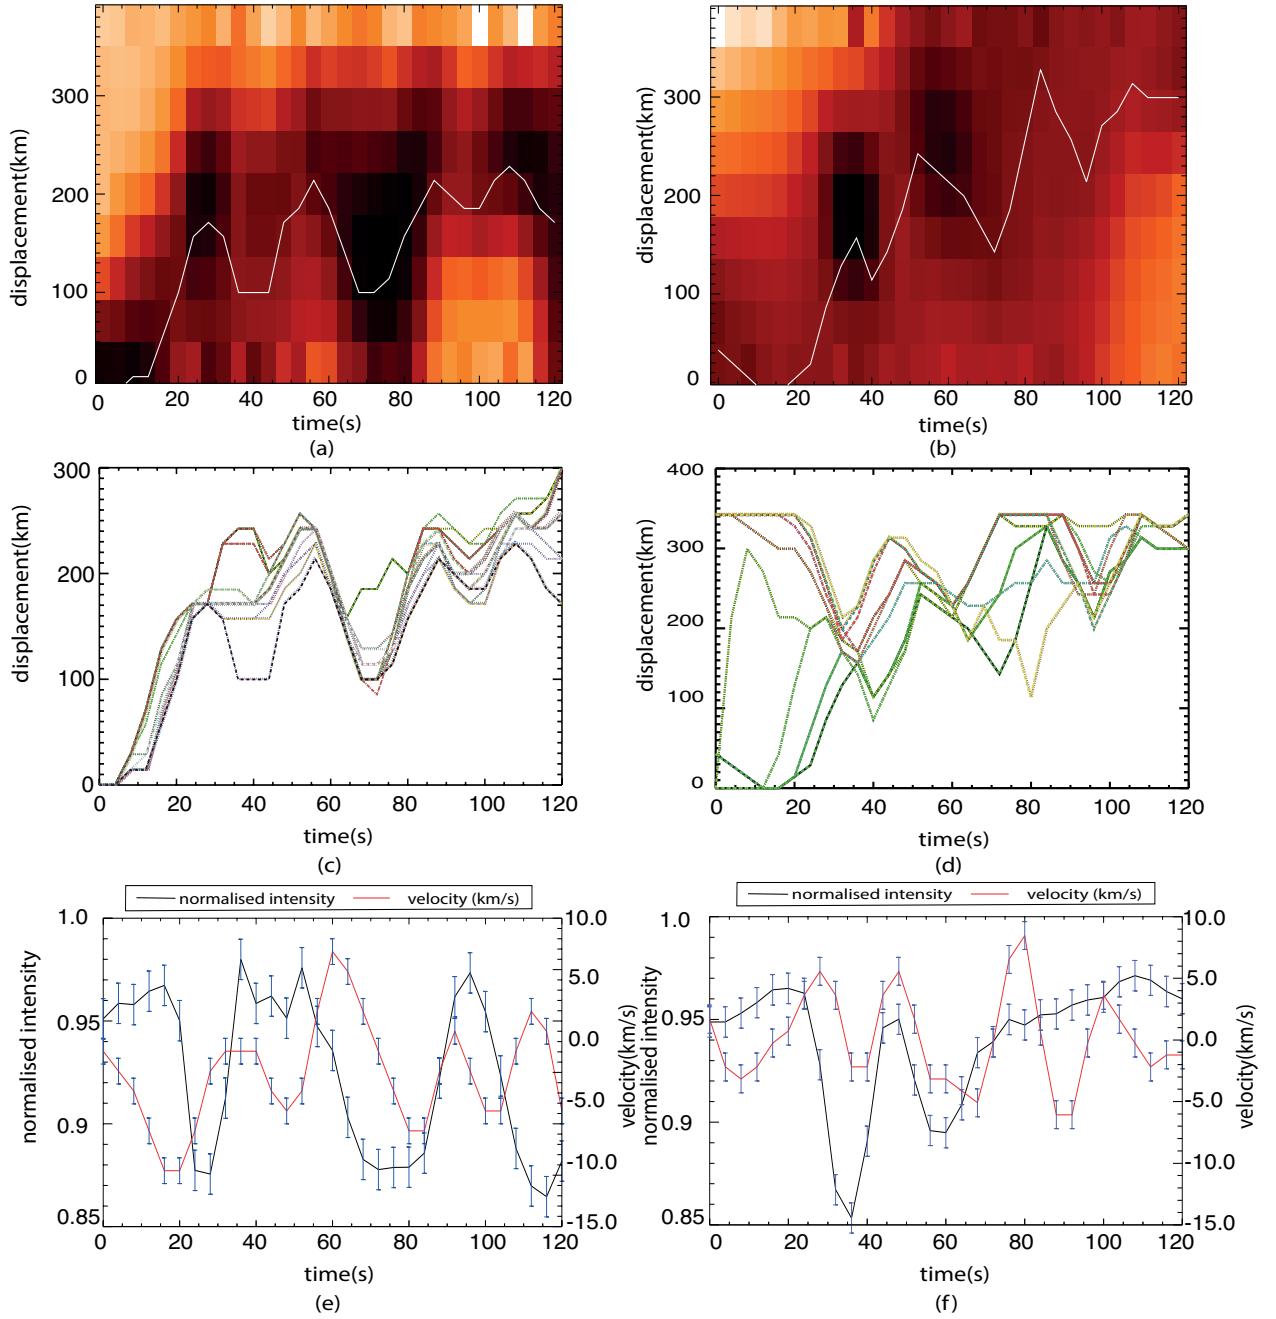 displacement(km)
300
200
100
0
0 20 40 60 80 100 120
time(s)
(a)
displacement(km)
300
200
100
0
0 20 40 60 80 100 120
time(s)
(b)
displacement(km)
300
200
100
0
0 20 40 60 80 100 120
time(s)
(c)
displacement(km)
400
300
200
100
0
0 20 40 60 80 100 120
time(s)
(d)
normalised intensity velocity (km/s)
normalised intensity
1.0
0.95
0.9
0.85
10.0
5.0
0.0
-5.0
-10.0
-15.0
velocity(km/s)
0 20 40 60 80 100 120
time(s)
(e)
normalised intensity velocity (km/s)
normalised intensity
1.0
0.95
0.90
0.85
10.0
5.0
0.0
-5.0
-10.0
-15.0
velocity(km/s)
0 20 40 60 80 100 120
time(s)
(f)